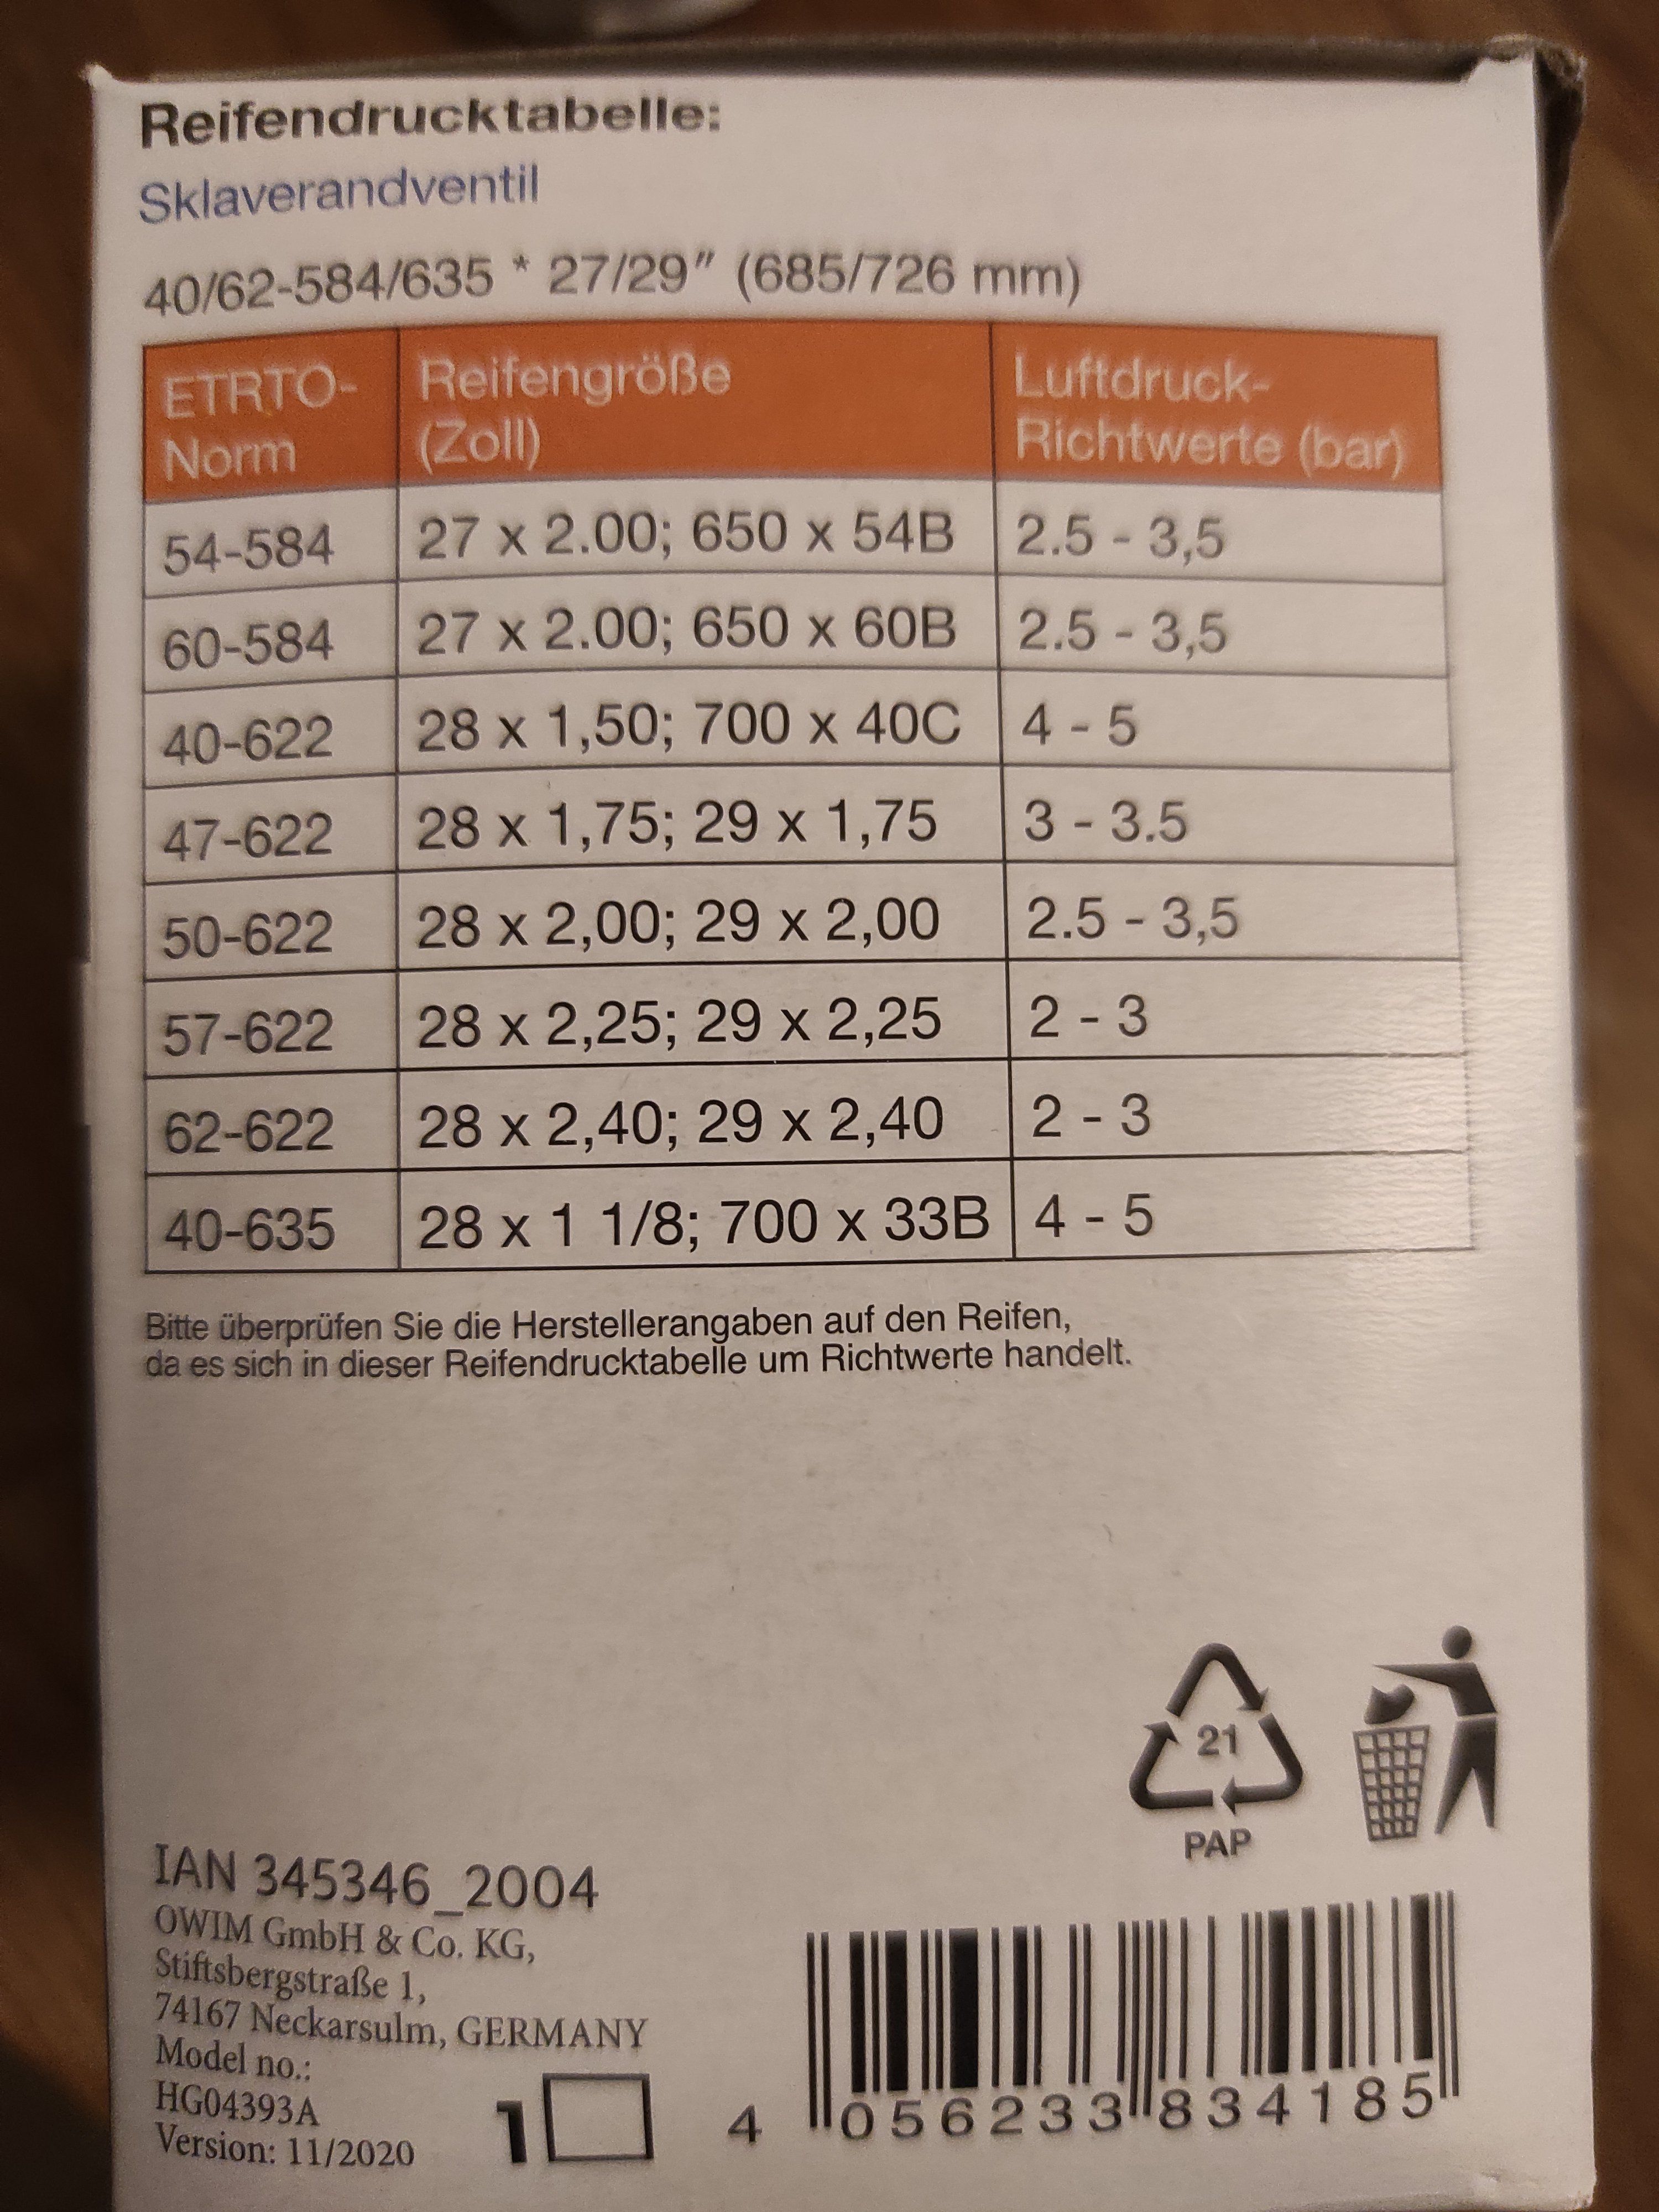 Reifendrucktabelle:
Sklaverandventil
40/62-584/635 * 27/29″ (685/726 mm)
ETRTO-Norm Reifengröße (Zoll) Luftdruck-Richtwerte (bar)
54-584 27 x 2.00; 650 x 54B 2.5 - 3,5
60-584 27 x 2.00; 650 x 60B 2.5 - 3,5
40-622 28 x 1,50; 700 x 40C 4 - 5
47-622 28 x 1,75; 29 x 1,75 3 - 3.5
50-622 28 x 2,00; 29 x 2,00 2.5 - 3,5
57-622 28 x 2,25; 29 x 2,25 2 - 3
62-622 28 x 2,40; 29 x 2,40 2 - 3
40-635 28 x 1 1/8; 700 x 33B 4 - 5
Bitte überprüfen Sie die Herstellerangaben auf den Reifen,
da es sich in dieser Reifendrucktabelle um Richtwerte handelt.
21
PAP
IAN 345346_2004
OWIM GmbH & Co. KG,
Stiftsbergstraße 1,
74167 Neckarsulm, GERMANY
Model no.:
HG04393A
Version: 11/2020
1
4 056233 834185